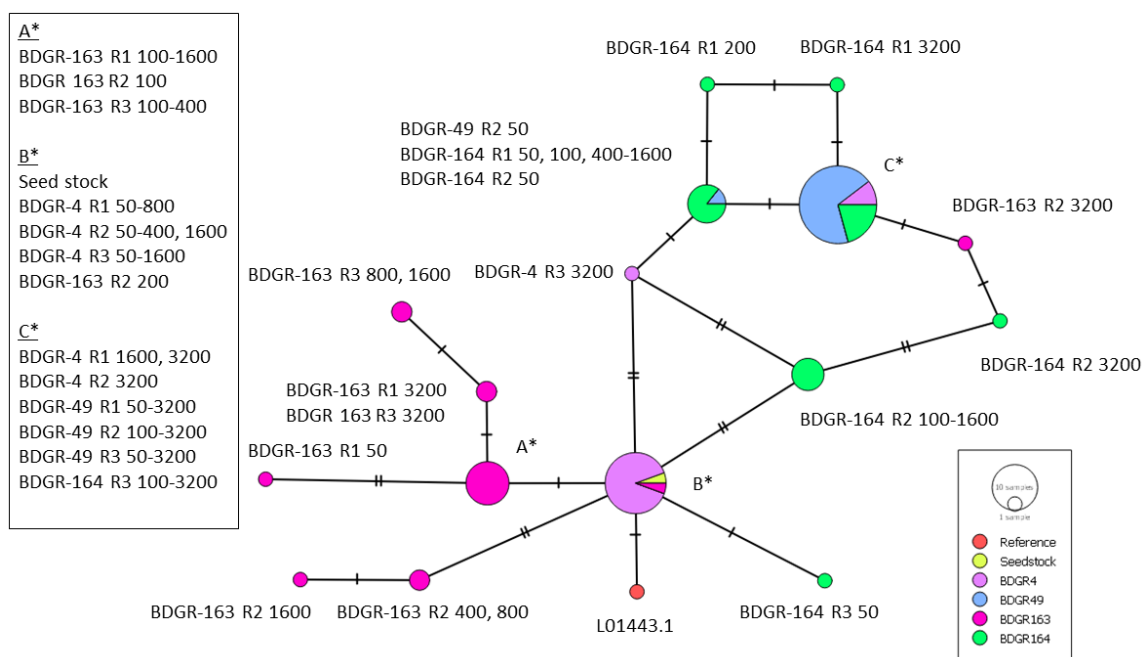 A*
BDGR-163 R1 100-1600
BDGR 163 R2 100
BDGR-163 R3 100-400
B*
Seed stock
BDGR-4 R1 50-800
BDGR-4 R2 50-400, 1600
BDGR-4 R3 50-1600
BDGR-163 R2 200
C*
BDGR-4 R1 1600, 3200
BDGR-4 R2 3200
BDGR-49 R1 50-3200
BDGR-49 R2 100-3200
BDGR-49 R3 50-3200
BDGR-164 R3 100-3200
BDGR-164 R1 200
BDGR-164 R1 3200
BDGR-49 R2 50
BDGR-164 R1 50, 100, 400-1600
BDGR-164 R2 50
C*
BDGR-163 R2 3200
BDGR-4 R3 3200
BDGR-163 R3 800, 1600
BDGR-164 R2 3200
BDGR-163 R1 3200
BDGR 163 R3 3200
BDGR-164 R2 100-1600
BDGR-163 R1 50
A*
B*
BDGR-163 R2 1600
BDGR-163 R2 400, 800
L01443.1
BDGR-164 R3 50
10 samples
1 sample
Reference
Seedstock
BDGR4
BDGR49
BDGR163
BDGR164